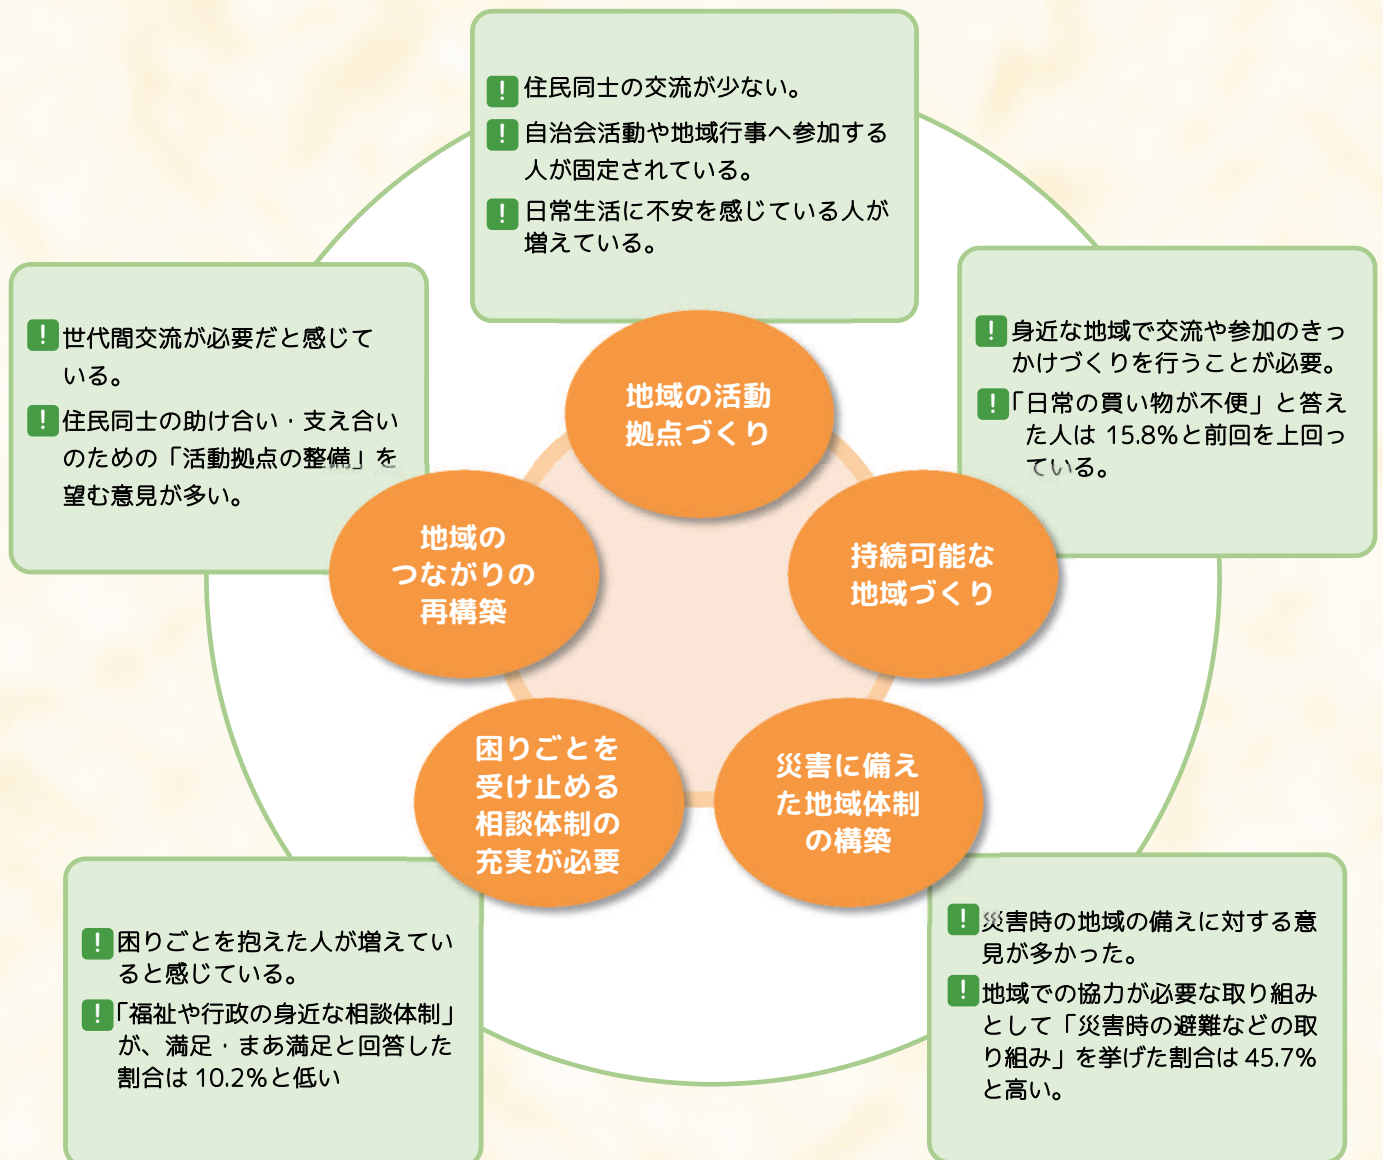 ! 住民同士の交流が少ない。
! 自治会活動や地域行事へ参加する
人が固定されている。
! 日常生活に不安を感じている人が
増えている。
! 世代間交流が必要だと感じて
いる。
! 住民同士の助け合い・支え合い
のための「活動拠点の整備」を
望む意見が多い。
! 身近な地域で交流や参加のきっ
かけづくりを行うことが必要。
! 「日常の買い物が不便」と答え
た人は 15.8%と前回を上回っ
ている。
地域の活動
拠点づくり
地域の
つながりの
再構築
持続可能な
地域づくり
困りごとを
受け止める
相談体制の
充実が必要
災害に備え
た地域体制
の構築
! 困りごとを抱えた人が増えてい
ると感じている。
! 「福祉や行政の身近な相談体制」
が、満足・まあ満足と回答した
割合は 10.2%と低い
! 災害時の地域の備えに対する意
見が多かった。
! 地域での協力が必要な取り組み
として「災害時の避難などの取
り組み」を挙げた割合は 45.7%
と高い。